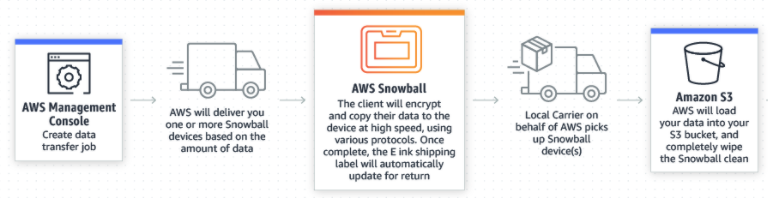 AWS Management
Console
Create data
transfer job
AWS will deliver you
one or more Snowball
devices based on the
amount of data
AWS Snowball
The client will encrypt
and copy their data to the
device at high speed, using
various protocols. Once
complete, the E ink shipping
label will automatically
update for return
Local Carrier on
behalf of AWS picks
up Snowball
device(s)
Amazon S3
AWS will load
your data into your
S3 bucket, and
completely wipe
the Snowball clean